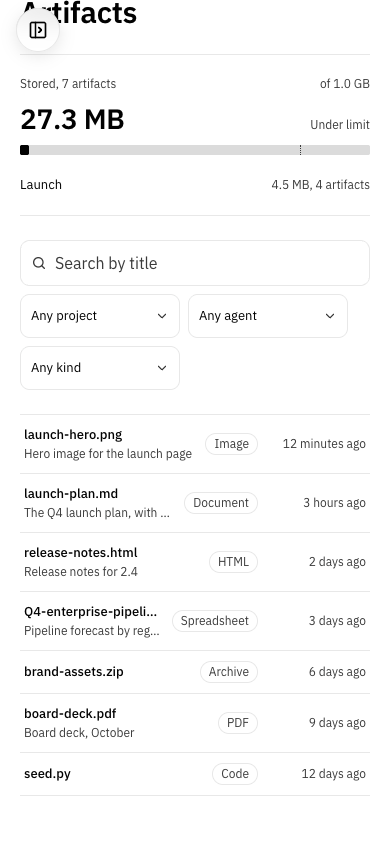 Artifacts
Stored, 7 artifacts
of 1.0 GB
27.3 MB
Under limit
Launch
4.5 MB, 4 artifacts
Search by title
Any project
Any agent
Any kind
launch-hero.png
Hero image for the launch page
Image
12 minutes ago
launch-plan.md
The Q4 launch plan, with ...
Document
3 hours ago
release-notes.html
Release notes for 2.4
HTML
2 days ago
Q4-enterprise-pipeli...
Pipeline forecast by reg...
Spreadsheet
3 days ago
brand-assets.zip
Archive
6 days ago
board-deck.pdf
Board deck, October
PDF
9 days ago
seed.py
Code
12 days ago